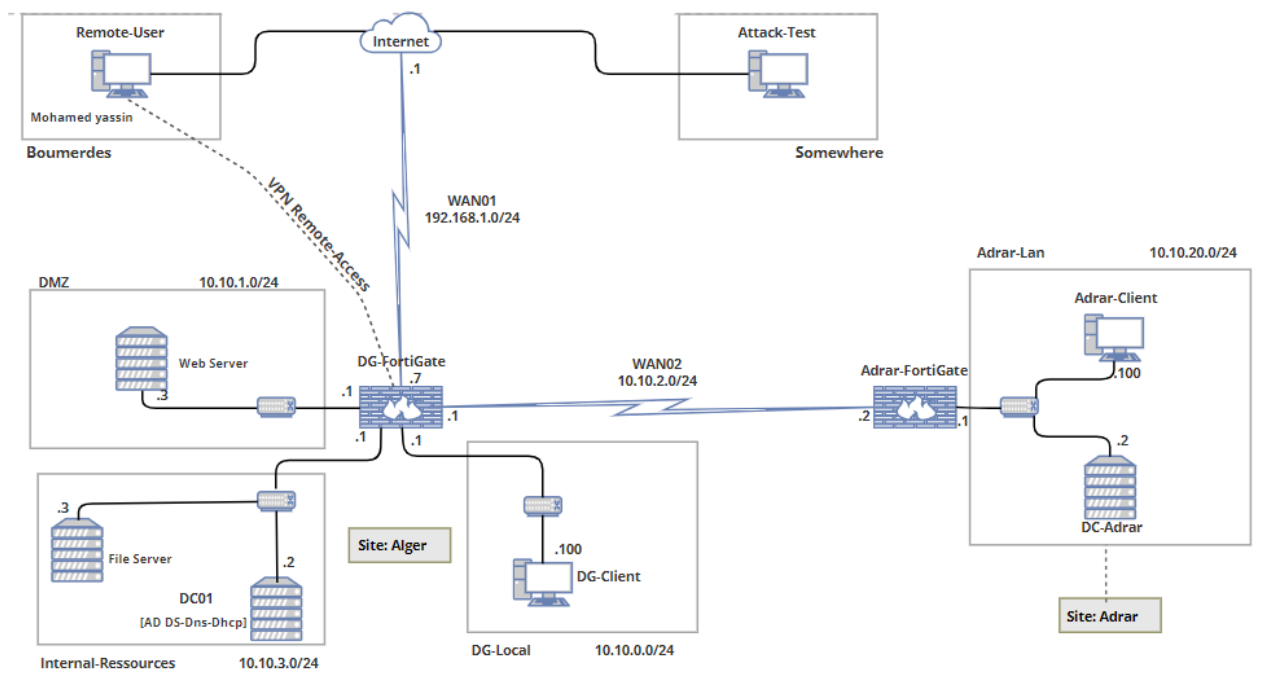 Remote-User
Internet
Attack-Test
.1
Mohamed yassin
Boumerdes
Somewhere
VPN Remote-Access
WAN01
192.168.1.0/24
DMZ
10.10.1.0/24
Web Server
.3
.1
DG-FortiGate
.7
.1
.1
.1
WAN02
10.10.2.0/24
Adrar-FortiGate
.2
.1
Adrar-Lan
10.10.20.0/24
Adrar-Client
.100
.2
DC-Adrar
Site: Adrar
.3
File Server
.2
DC01
[AD DS-Dns-Dhcp]
Internal-Ressources
10.10.3.0/24
Site: Alger
.100
DG-Client
DG-Local
10.10.0.0/24